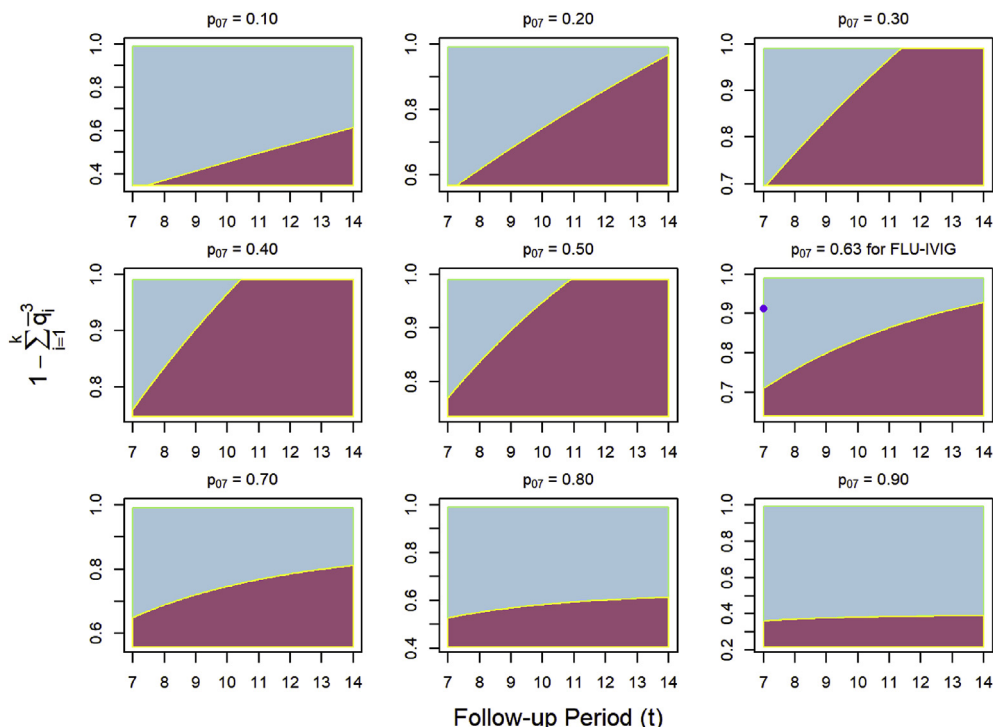 p07 = 0.10
1.0
0.8
0.6
0.4
7 8 9 10 11 12 13 14
p07 = 0.20
1.0
0.8
0.6
7 8 9 10 11 12 13 14
p07 = 0.30
1.0
0.9
0.8
0.7
7 8 9 10 11 12 13 14
p07 = 0.40
1.0
0.9
0.8
7 8 9 10 11 12 13 14
p07 = 0.50
1.0
0.9
0.8
7 8 9 10 11 12 13 14
p07 = 0.63 for FLU-IVIG
1.0
0.9
0.8
0.7
7 8 9 10 11 12 13 14
p07 = 0.70
1.0
0.8
0.6
7 8 9 10 11 12 13 14
p07 = 0.80
1.0
0.8
0.6
0.4
7 8 9 10 11 12 13 14
p07 = 0.90
1.0
0.8
0.6
0.4
0.2
7 8 9 10 11 12 13 14
1 − ∑ k i=1 q̅i 3
Follow-up Period (t)